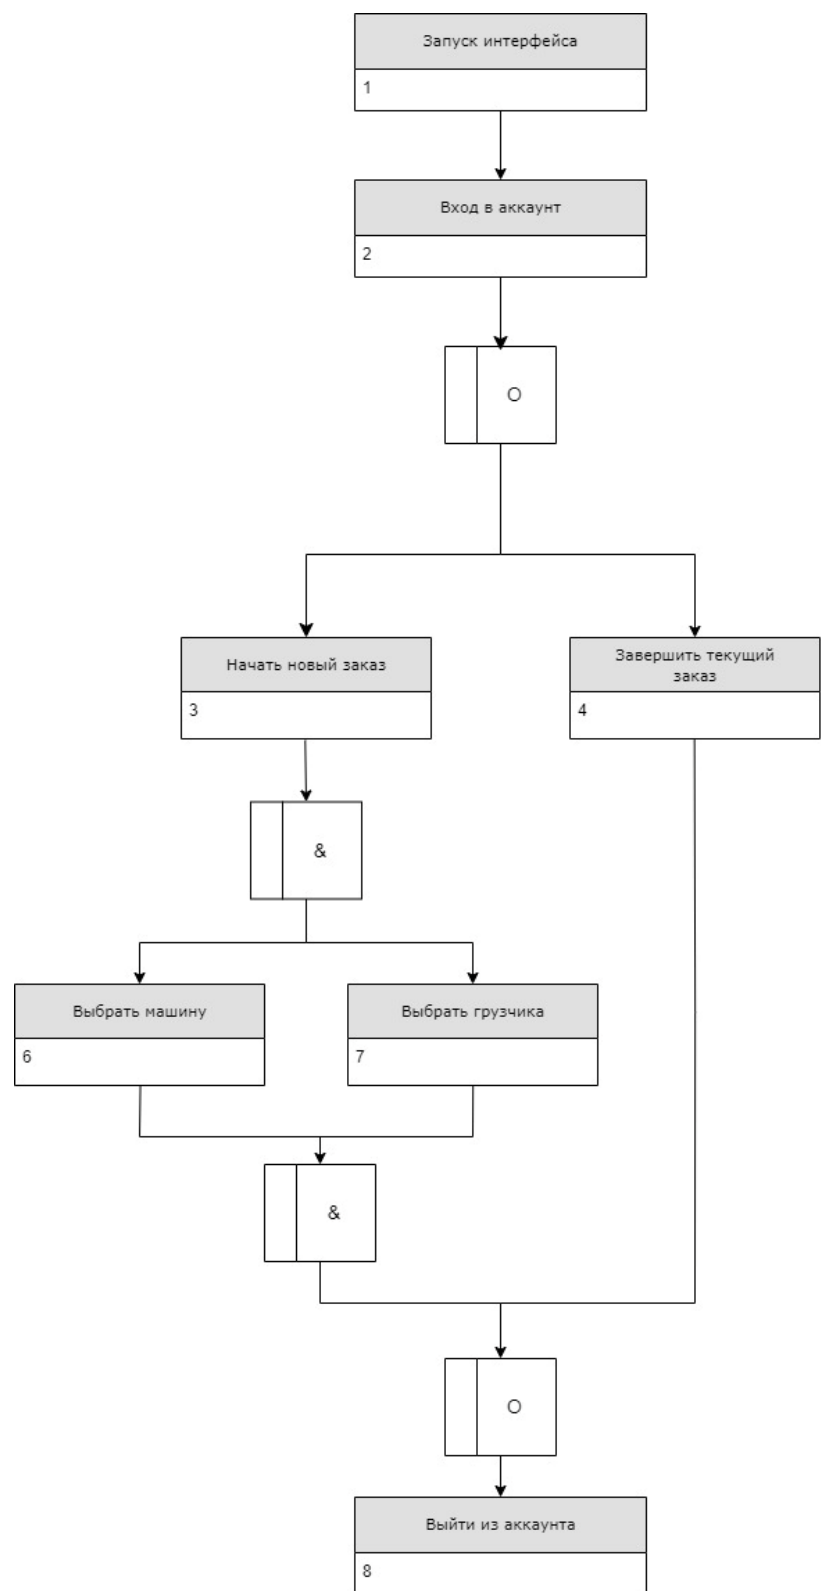 Запуск интерфейса
1
Вход в аккаунт
2
O
Начать новый заказ
3
Завершить текущий
заказ
4
&
Выбрать машину
6
Выбрать грузчика
7
&
O
Выйти из аккаунта
8